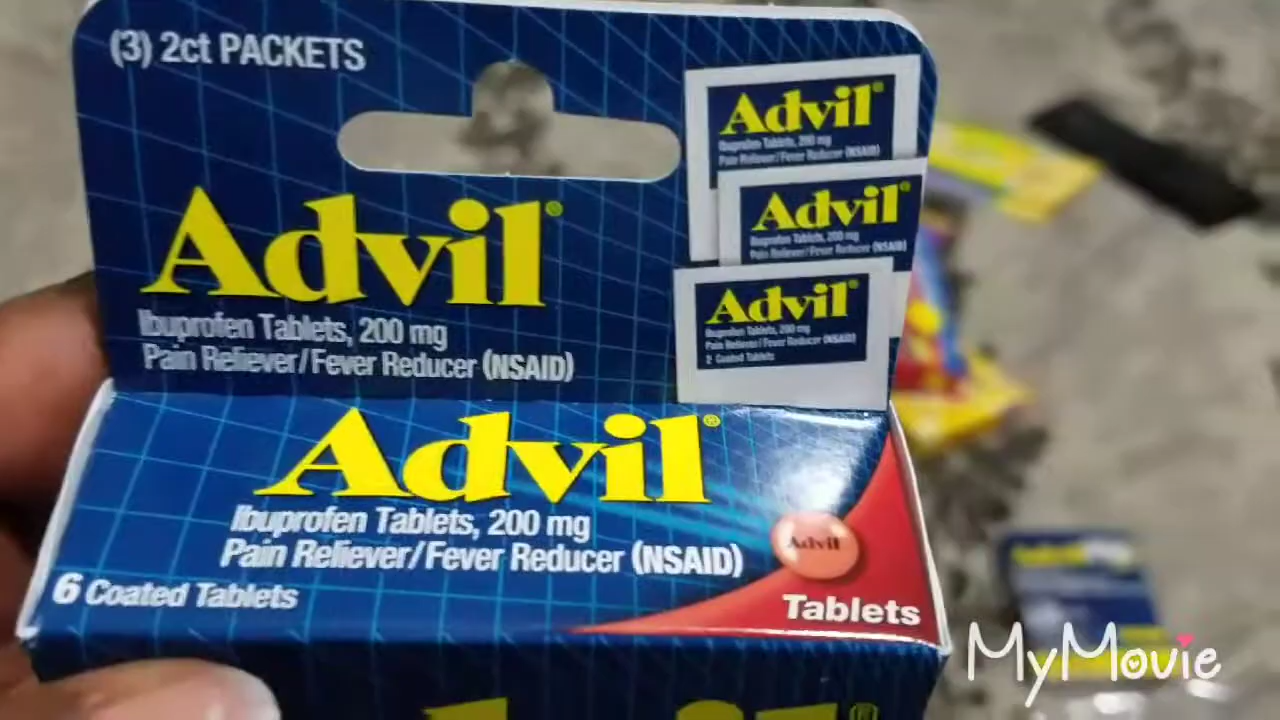 (3) 2ct PACKETS
Advil®
Ibuprofen Tablets, 200 mg
Pain Reliever/Fever Reducer (NSAID)
Advil®
Ibuprofen Tablets, 200 mg
Pain Reliever/Fever Reducer (NSAID)
Advil®
Ibuprofen Tablets, 200 mg
Pain Reliever/Fever Reducer (NSAID)
Advil®
Ibuprofen Tablets, 200 mg
Pain Reliever/Fever Reducer (NSAID)
2 Coated Tablets
Advil®
Ibuprofen Tablets, 200 mg
Pain Reliever/Fever Reducer (NSAID)
6 Coated Tablets
Advil
Tablets
MyMovie